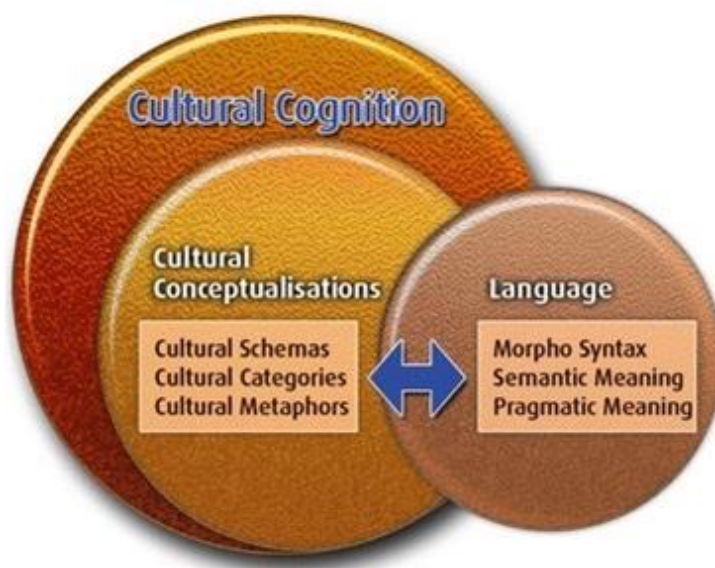 Cultural Cognition
Cultural
Conceptualisations
Cultural Schemas
Cultural Categories
Cultural Metaphors
Language
Morpho Syntax
Semantic Meaning
Pragmatic Meaning